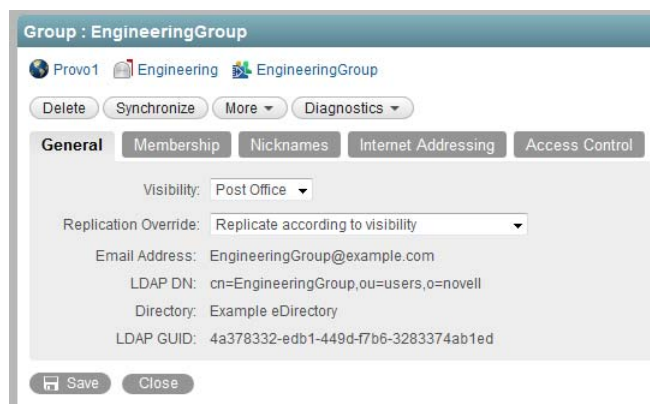 Group : EngineeringGroup
Provo1 Engineering EngineeringGroup
Delete Synchronize More Diagnostics
General Membership Nicknames Internet Addressing Access Control
Visibility: Post Office
Replication Override: Replicate according to visibility
Email Address: EngineeringGroup@example.com
LDAP DN: cn=EngineeringGroup,ou=users,o=novell
Directory: Example eDirectory
LDAP GUID: 4a378332-edb1-449d-f7b6-3283374ab1ed
Save Close